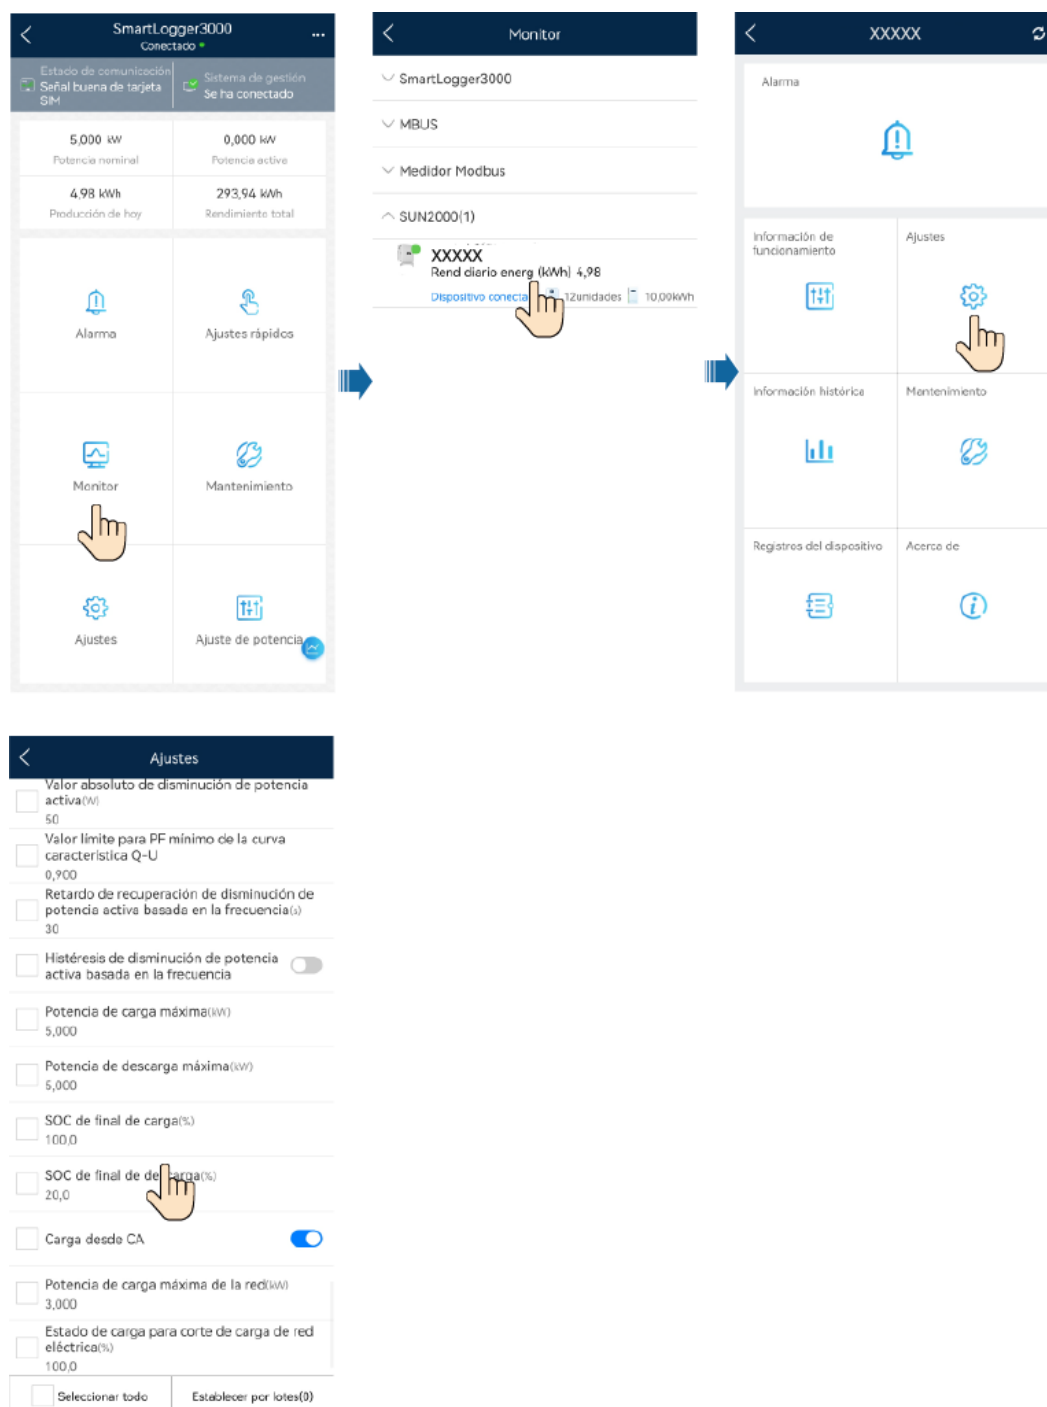 SmartLogger3000
Conectado
Estado de comunicación
Señal buena de tarjeta
SIM
Sistema de gestión
Se ha conectado
5,000 kW
Potencia nominal
0,000 kW
Potencia activa
4,98 kWh
Producción de hoy
293,94 kWh
Rendimiento total
Alarma
Ajustes rápidos
Monitor
Mantenimiento
Ajustes
Ajuste de potencia
Monitor
SmartLogger3000
MBUS
Medidor Modbus
SUN2000(1)
XXXXX
Rend diario energ (kWh) 4,98
Dispositivo conecta 12unidades 10,00kWh
XXXXX
Alarma
Información de
funcionamiento
Ajustes
Información histórica
Mantenimiento
Registros del dispositivo
Acerca de
Ajustes
Valor absoluto de disminución de potencia
activa(W)
50
Valor límite para PF mínimo de la curva
característica Q-U
0,900
Retardo de recuperación de disminución de
potencia activa basada en la frecuencia(s)
30
Histéresis de disminución de potencia
activa basada en la frecuencia
Potencia de carga máxima(kW)
5,000
Potencia de descarga máxima(kW)
5,000
SOC de final de carga(%)
100,0
SOC de final de de carga(%)
20,0
Carga desde CA
Potencia de carga máxima de la red(kW)
3,000
Estado de carga para corte de carga de red
eléctrica(%)
100,0
Seleccionar todo
Establecer por lotes(0)